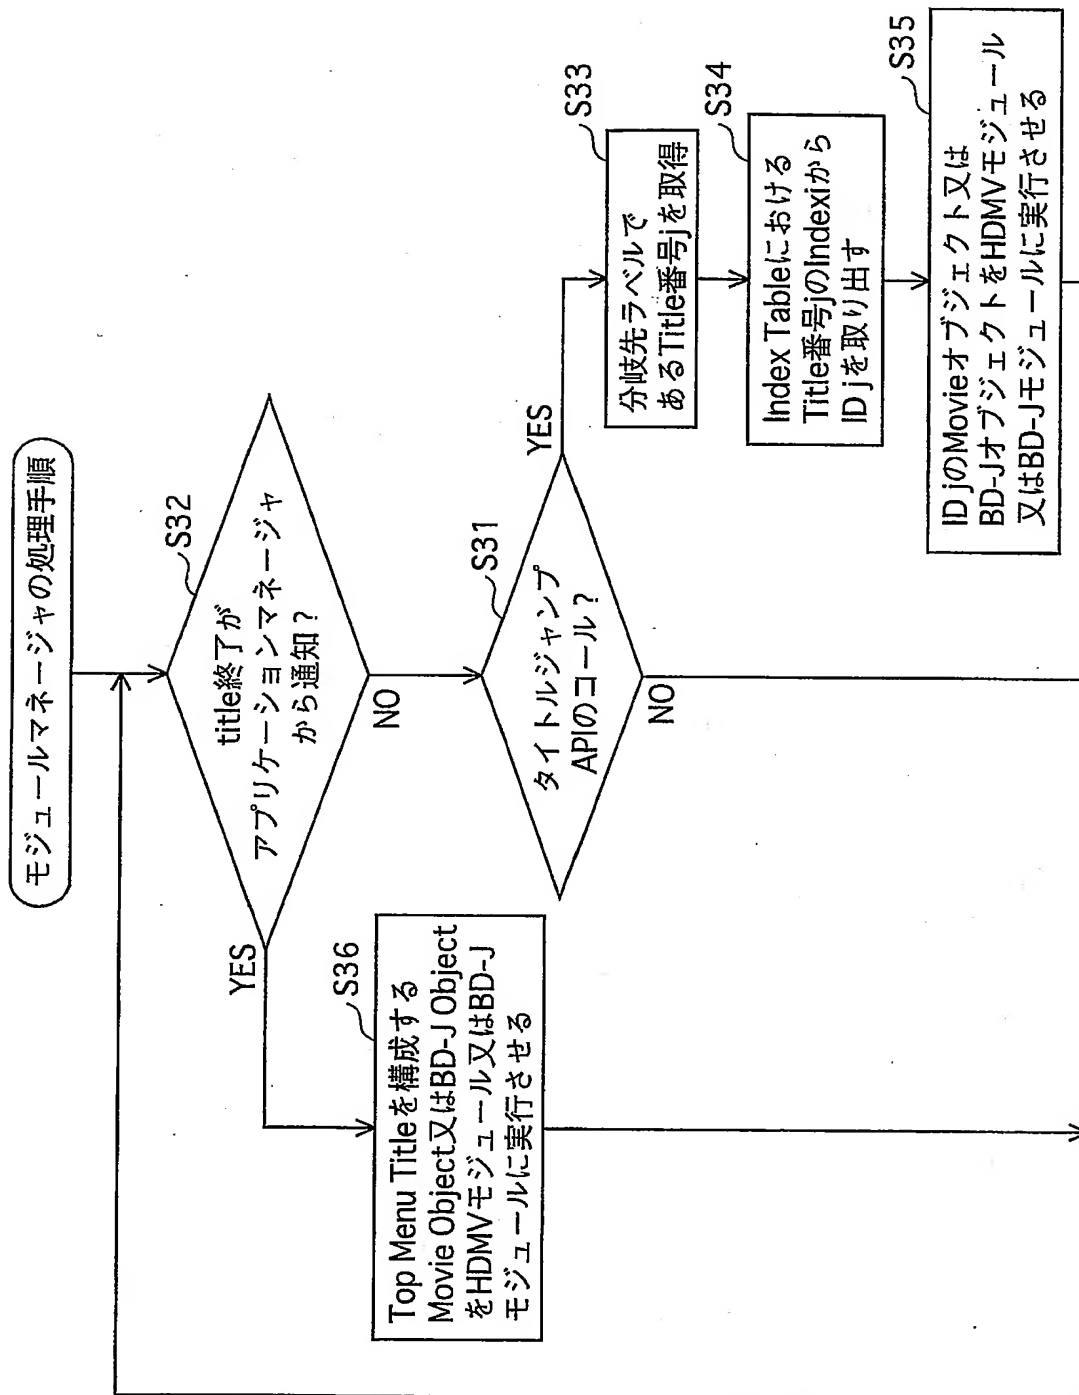 モジュールマネージャの処理手順
S32
title終了が
アプリケーションマネージャ
から通知？
YES
NO
S36
Top Menu Titleを構成する
Movie Object又はBD-J Object
をHDMVモジュール又はBD-J
モジュールに実行させる
S31
タイトルジャンプ
APIのコール？
YES
NO
S33
分岐先ラベルで
あるTitle番号jを取得
S34
Index Tableにおける
Title番号jのIndexiから
ID jを取り出す
S35
ID jのMovieオブジェクト又は
BD-JオブジェクトをHDMVモジュール
又はBD-Jモジュールに実行させる